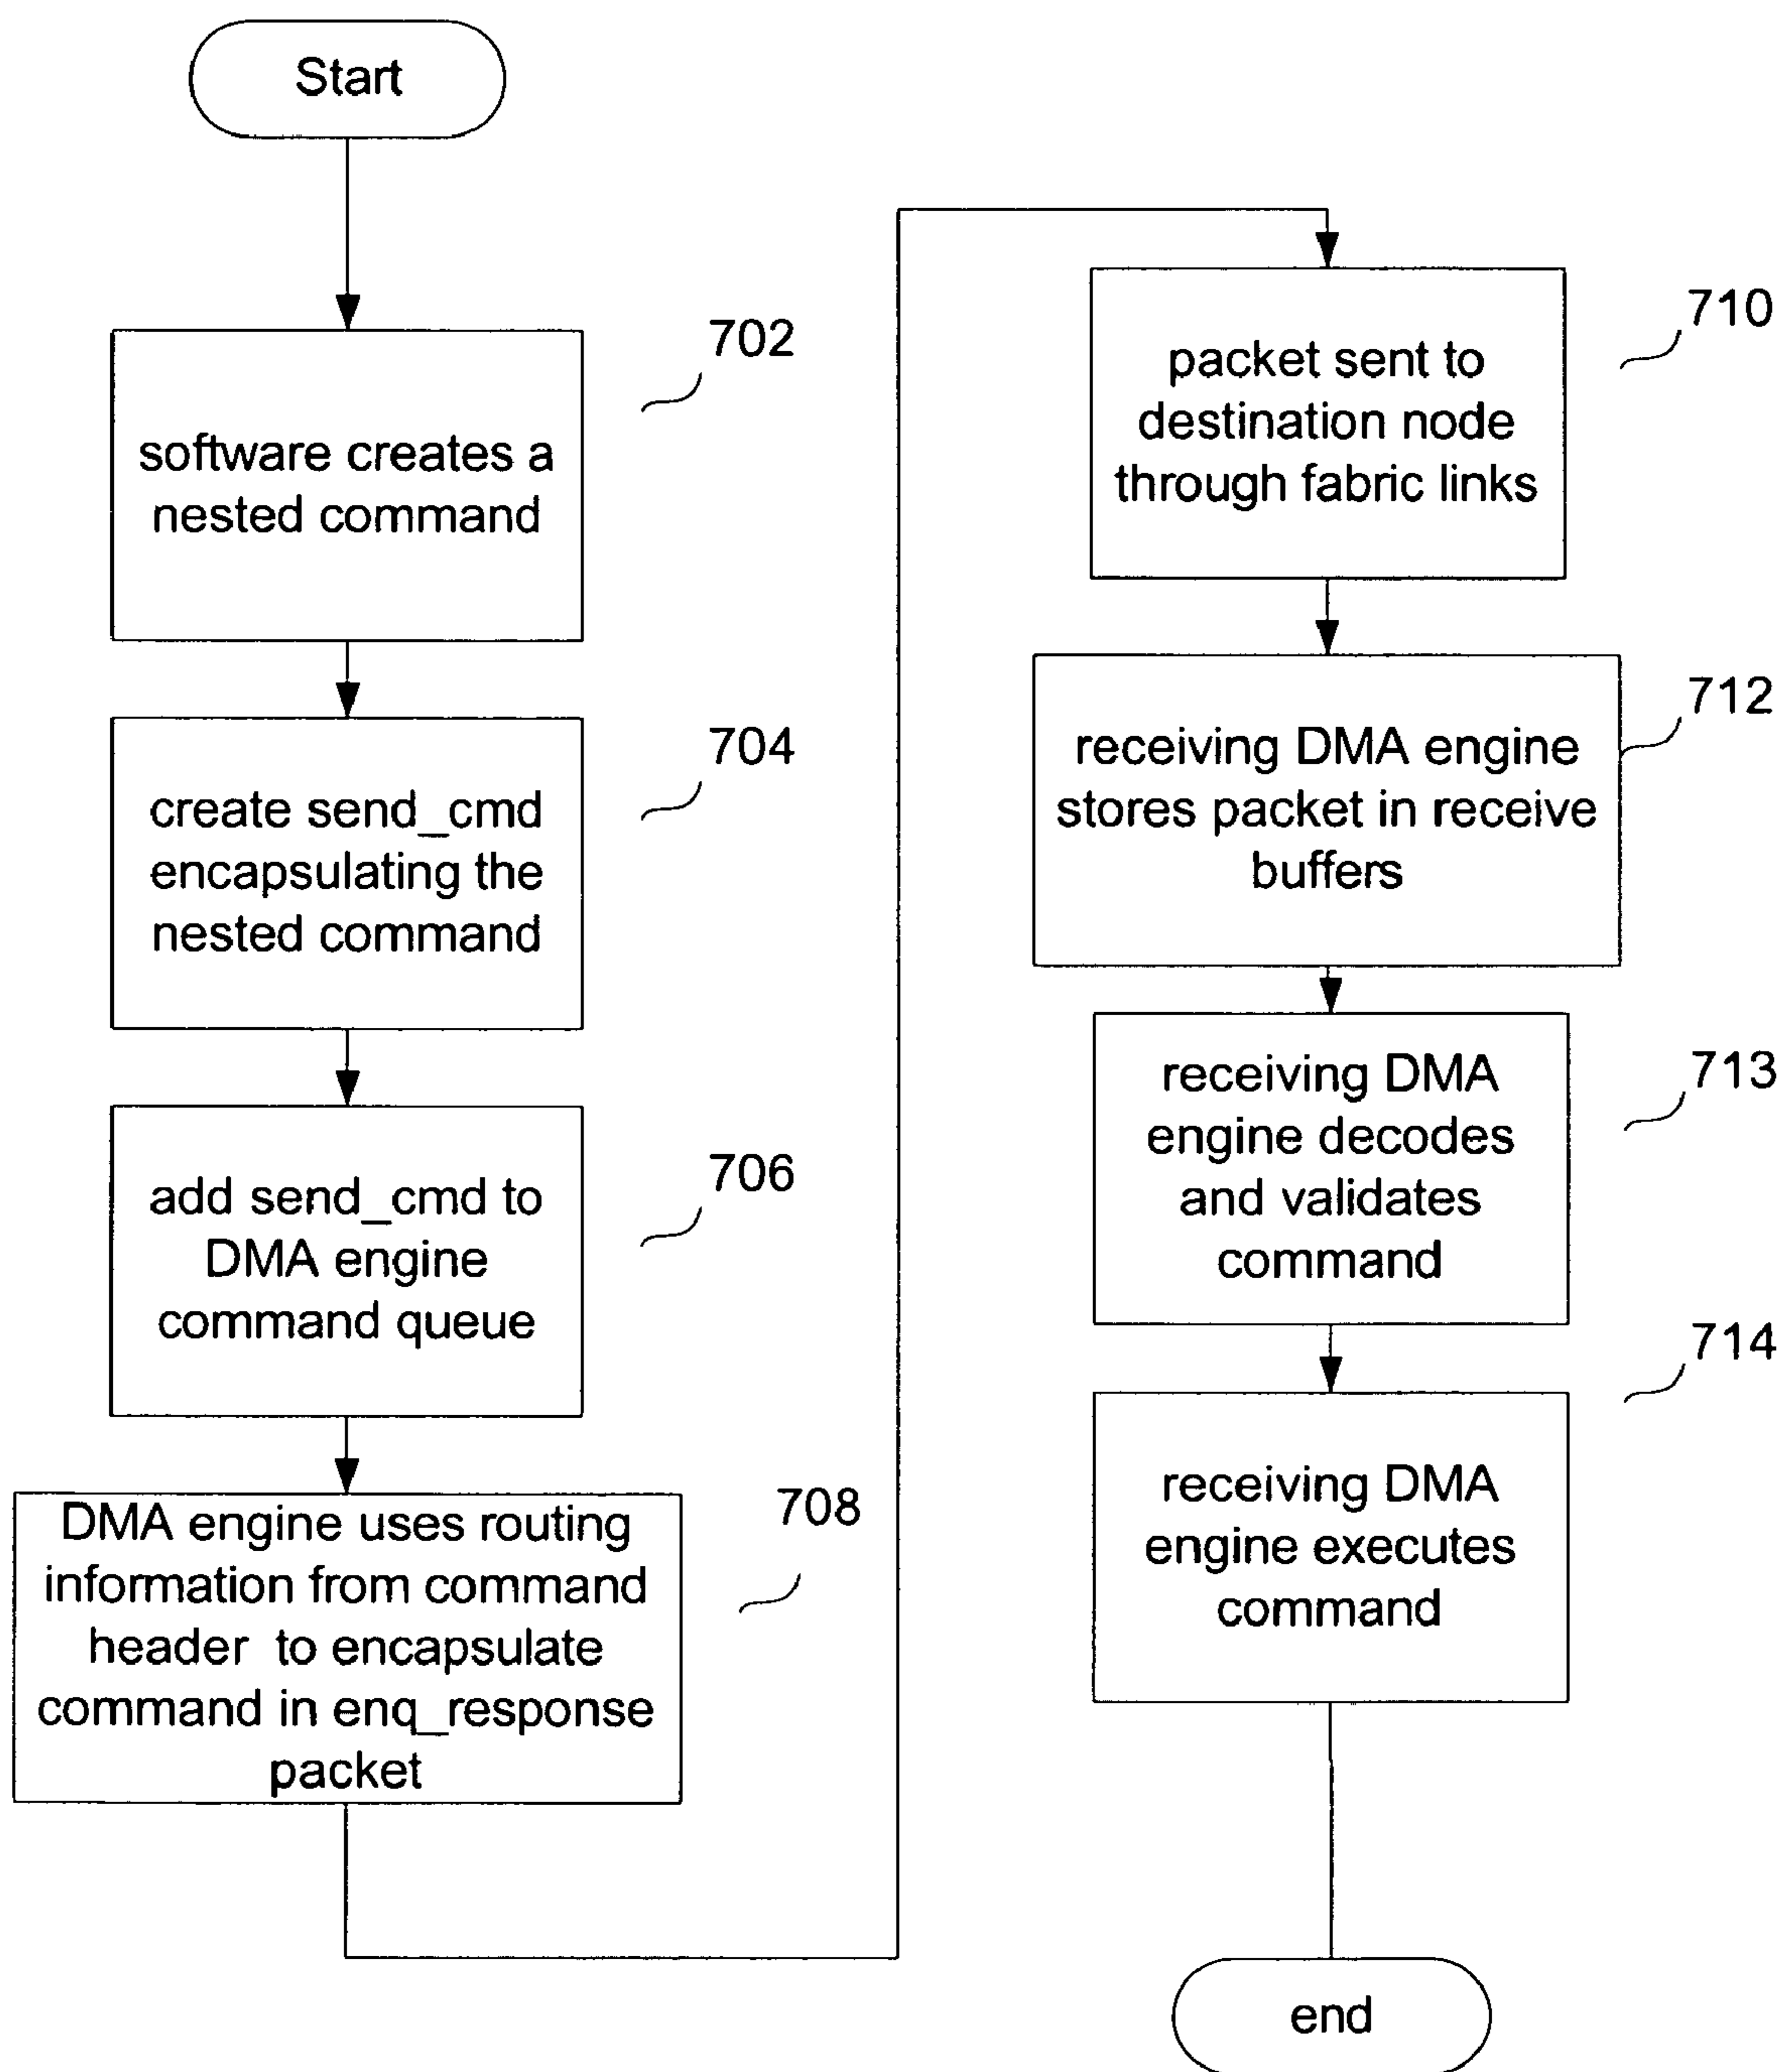 Start
702
software creates a
nested command
704
create send_cmd
encapsulating the
nested command
706
add send_cmd to
DMA engine
command queue
708
DMA engine uses routing
information from command
header to encapsulate
command in enq_response
packet
710
packet sent to
destination node
through fabric links
712
receiving DMA engine
stores packet in receive
buffers
713
receiving DMA
engine decodes
and validates
command
714
receiving DMA
engine executes
command
end